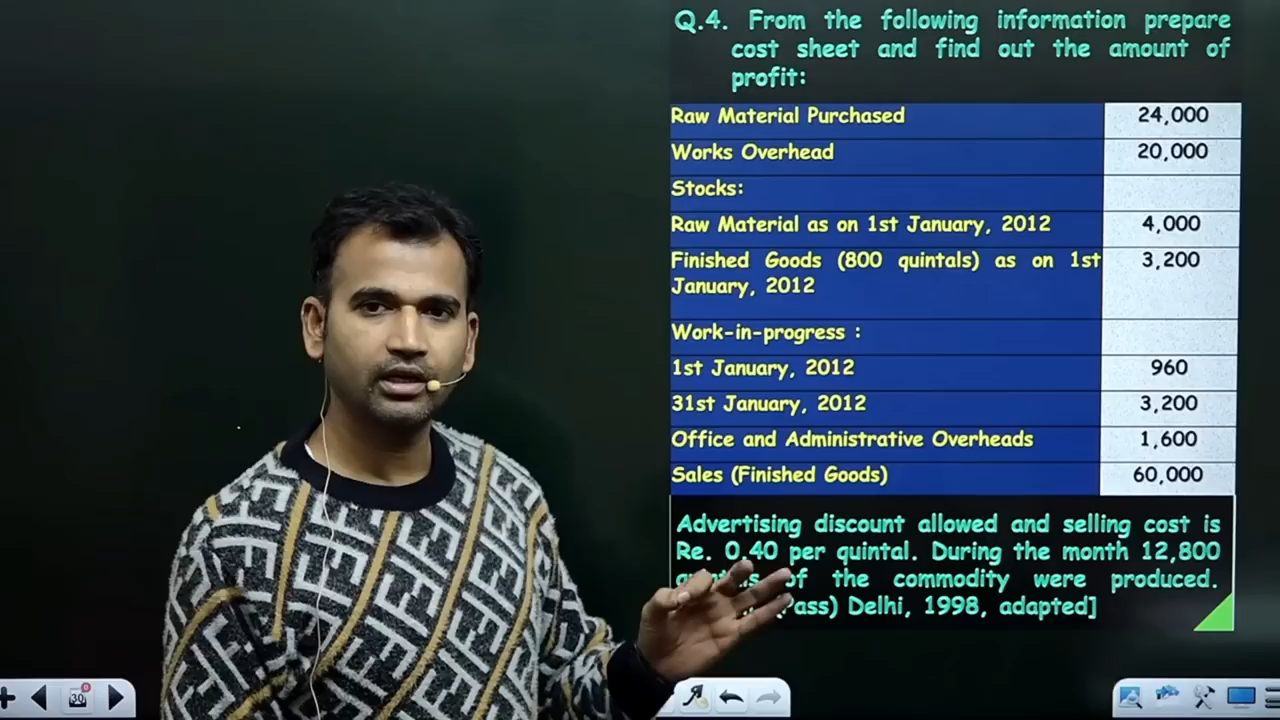 Q.4. From the following information prepare
cost sheet and find out the amount of
profit:
Raw Material Purchased 24,000
Works Overhead 20,000
Stocks:
Raw Material as on 1st January, 2012 4,000
Finished Goods (800 quintals) as on 1st 3,200
January, 2012
Work-in-progress :
1st January, 2012 960
31st January, 2012 3,200
Office and Administrative Overheads 1,600
Sales (Finished Goods) 60,000
Advertising discount allowed and selling cost is
Re. 0.40 per quintal. During the month 12,800
of the commodity were produced.
(Pass) Delhi, 1998, adapted]
30